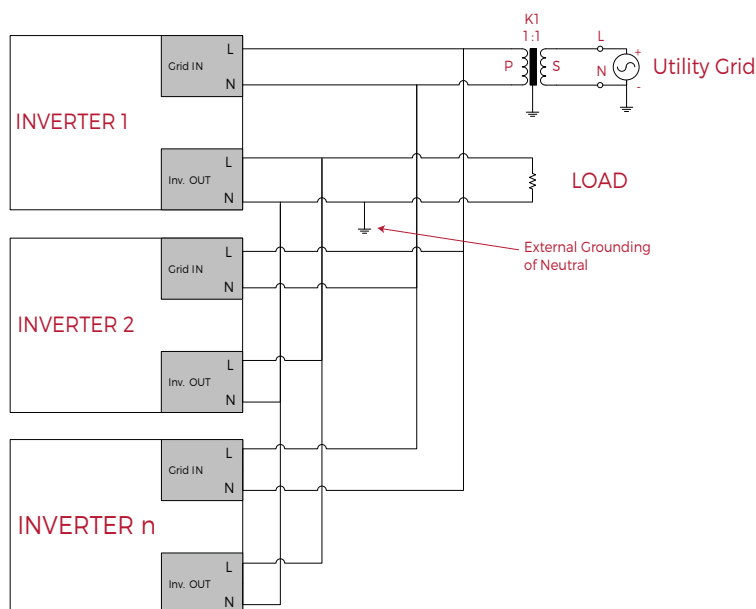 K1
1:1
L
Grid IN
N
P
S
L
N
+
-
Utility Grid
INVERTER 1
L
Inv. OUT
N
LOAD
External Grounding
of Neutral
L
Grid IN
N
INVERTER 2
L
Inv. OUT
N
L
Grid IN
N
INVERTER n
L
Inv. OUT
N